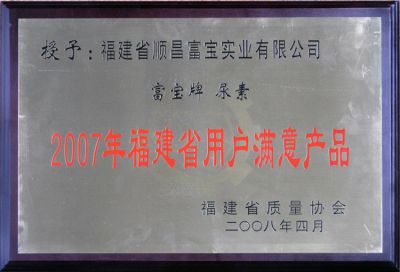 授予：福建省顺昌富宝实业有限公司
富宝牌 尿素
2007年福建省用户满意产品
福建省质量协会
二〇〇八年四月